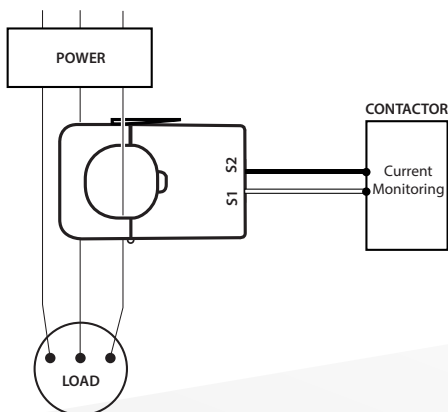 POWER
CONTACTOR
S2
S1
Current
Monitoring
LOAD